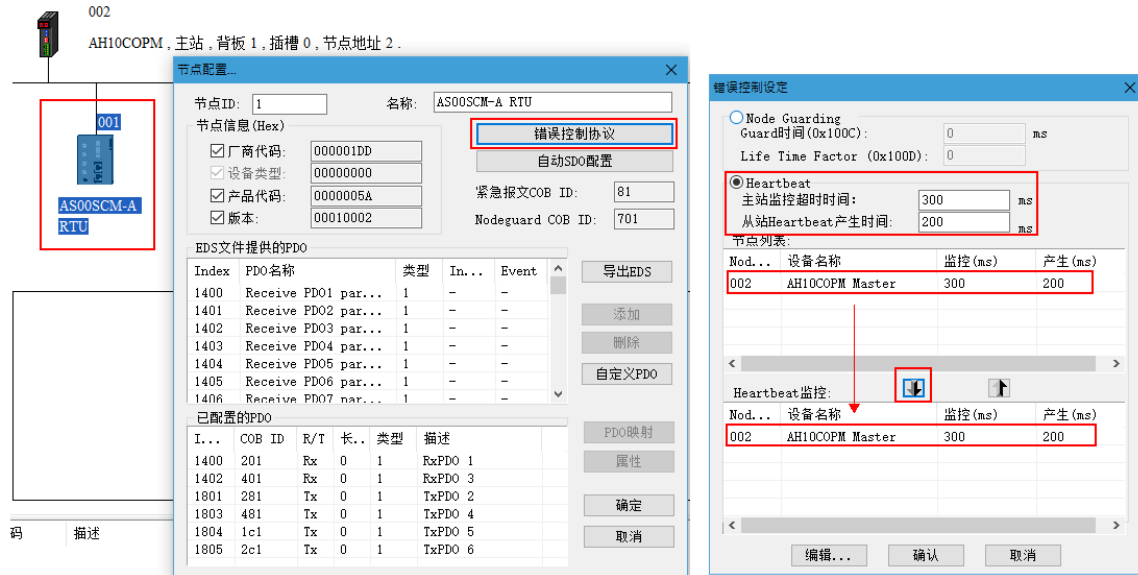 002
AH10COPM , 主站 , 背板 1 , 插槽 0 , 节点地址 2 .
001
AS00SCM-A
RTU
码 描述
节点配置...
节点ID: 1 名称: AS00SCM-A RTU
节点信息(Hex)
厂商代码: 000001DD
设备类型: 00000000
产品代码: 0000005A
版本: 00010002
错误控制协议
自动SDO配置
紧急报文COB ID: 81
Nodeguard COB ID: 701
EDS文件提供的PDO
Index PDO名称 类型 In... Event
1400 Receive PDO1 par... 1 - -
1401 Receive PDO2 par... 1 - -
1402 Receive PDO3 par... 1 - -
1403 Receive PDO4 par... 1 - -
1404 Receive PDO5 par... 1 - -
1405 Receive PDO6 par... 1 - -
1406 Receive PDO7 par... 1 - -
导出EDS
添加
删除
自定义PDO
已配置的PDO
I... COB ID R/T 长.. 类型 描述
1400 201 Rx 0 1 RxPDO 1
1402 401 Rx 0 1 RxPDO 3
1801 281 Tx 0 1 TxPDO 2
1803 481 Tx 0 1 TxPDO 4
1804 1c1 Tx 0 1 TxPDO 5
1805 2c1 Tx 0 1 TxPDO 6
PDO映射
属性
确定
取消
错误控制设定
Node Guarding
Guard时间(0x100C): 0 ms
Life Time Factor (0x100D): 0
Heartbeat
主站监控超时时间: 300 ms
从站Heartbeat产生时间: 200 ms
节点列表:
Nod... 设备名称 监控(ms) 产生(ms)
002 AH10COPM Master 300 200
Heartbeat监控:
Nod... 设备名称 监控(ms) 产生(ms)
002 AH10COPM Master 300 200
编辑... 确认 取消